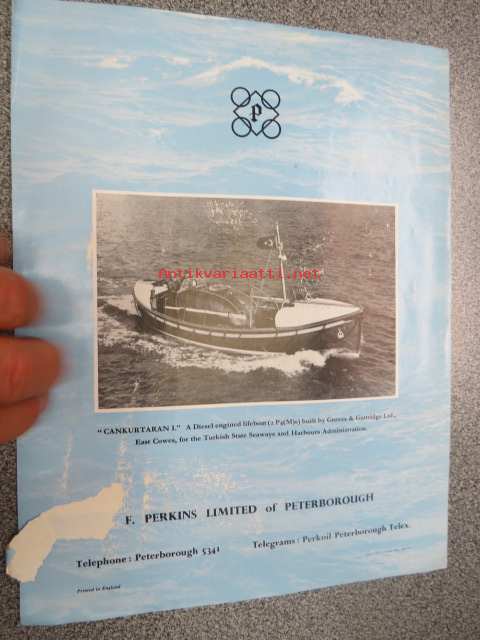 P
Antikvariaatti.net
"CANKURTARAN I." A Diesel engined lifeboat (2 P4(M)s) built by Groves & Guttridge Ltd.,
East Cowes, for the Turkish State Seaways and Harbours Administration.
F. PERKINS LIMITED of PETERBOROUGH
Telephone: Peterborough 5341
Telegrams: Perkoil Peterborough Telex.
Printed in England